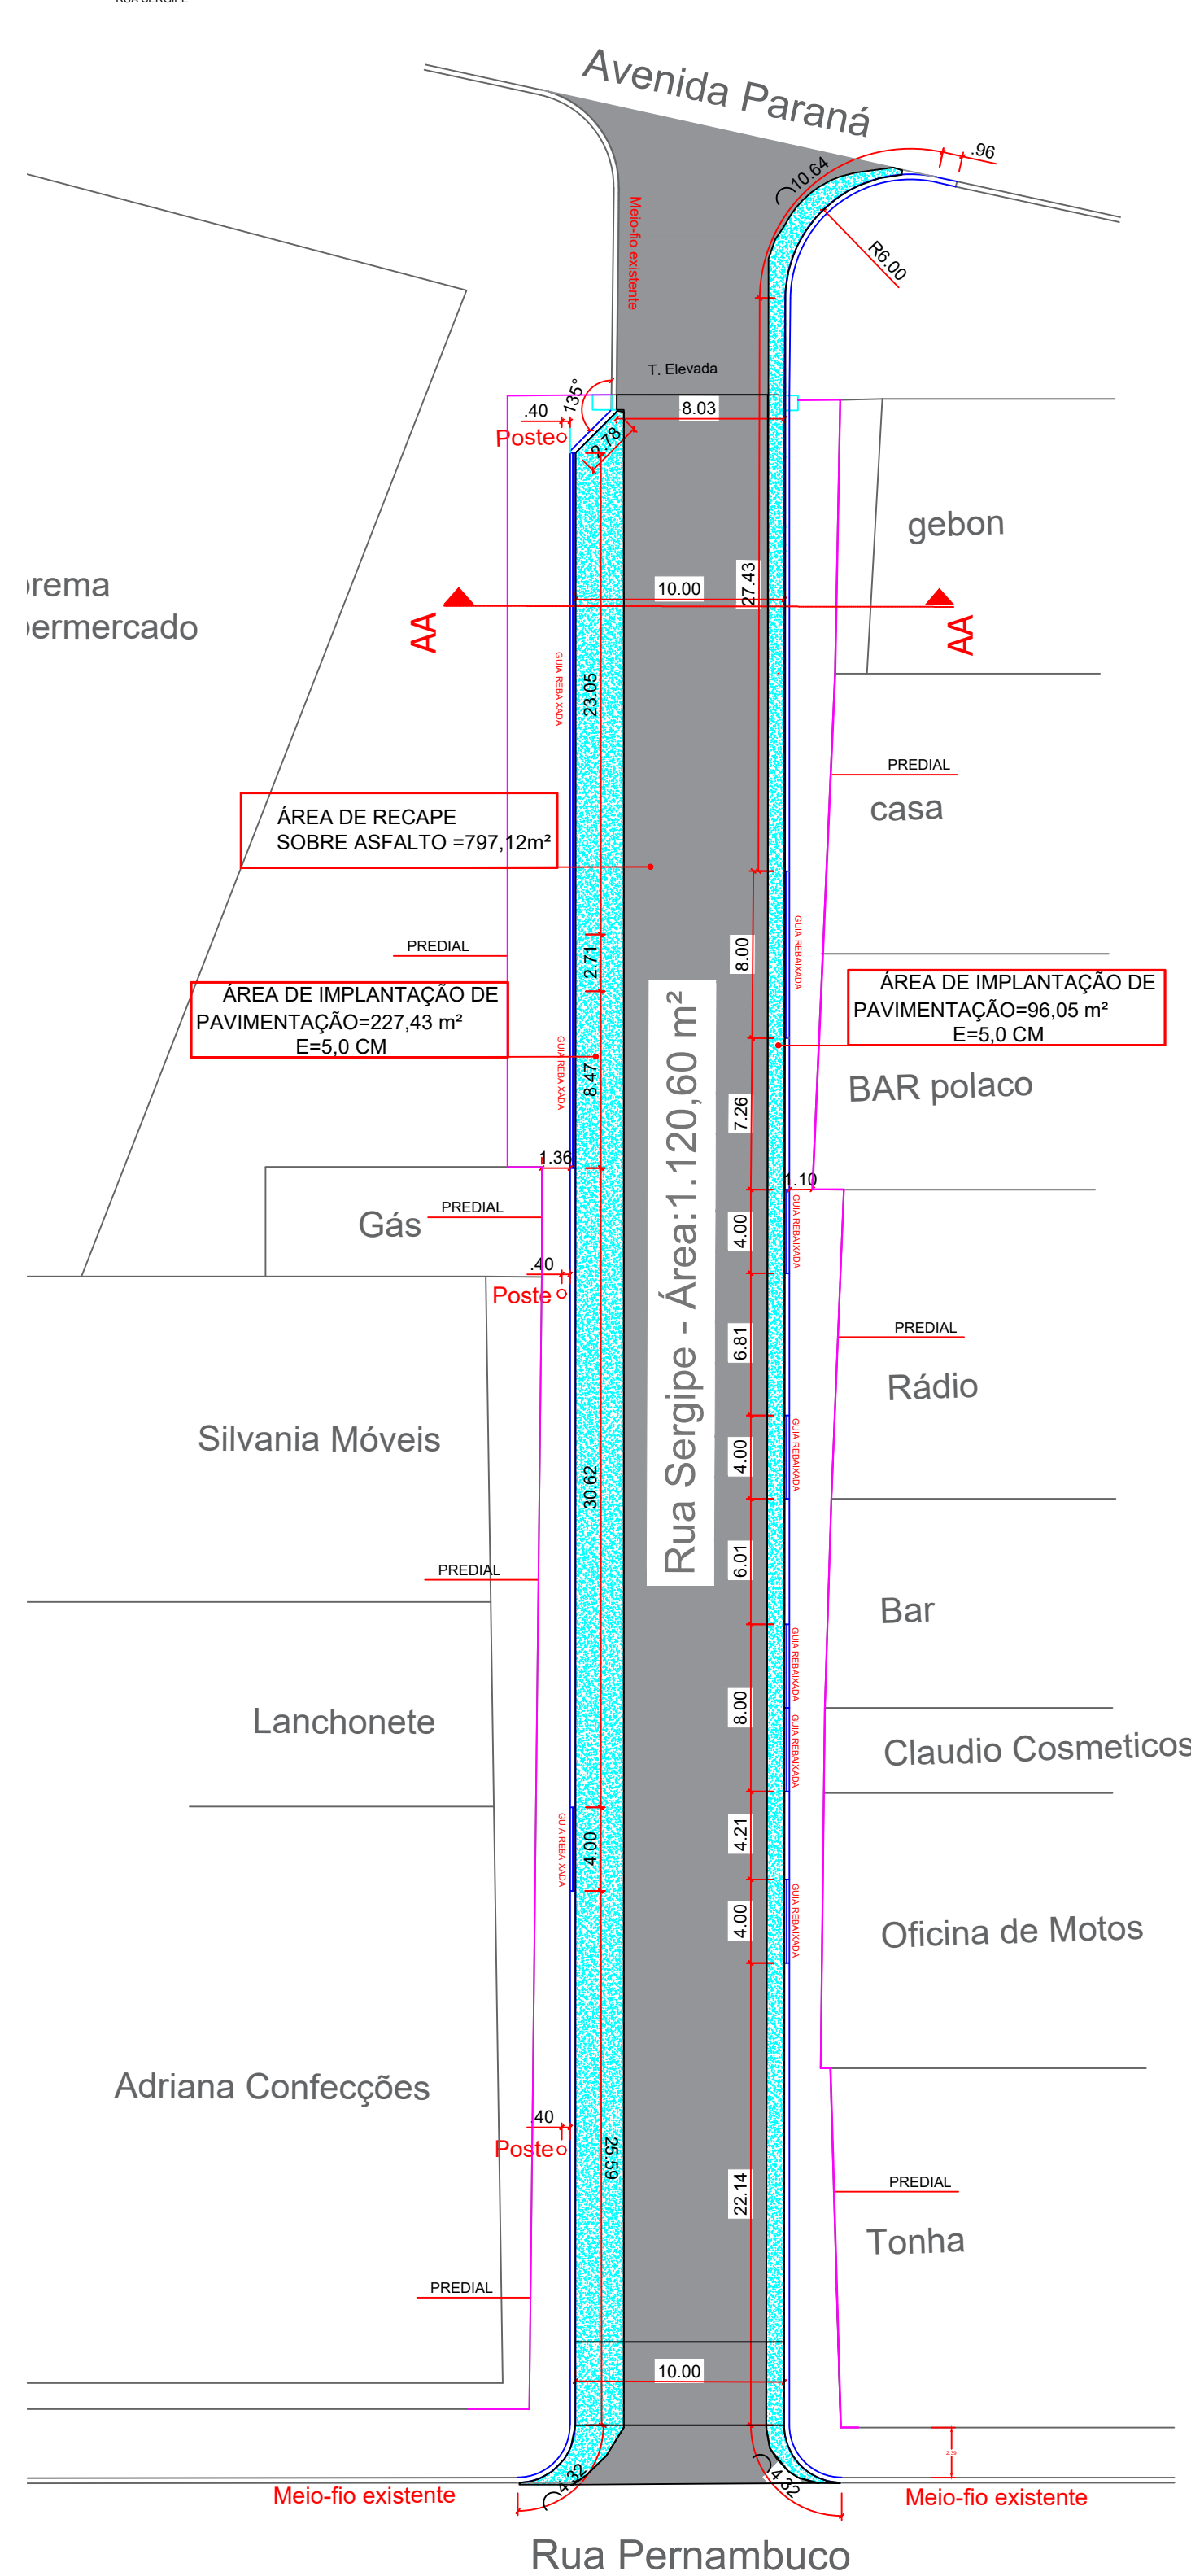 RUA SERGIPE
Avenida Paraná
.96
10.64
Meio-fio existente
R6.00
T. Elevada
135°
.40
8.03
Poste
2.78
gebon
10.00
27.43
AA
AA
GUIA REBAIXADA
23.05
PREDIAL
casa
ÁREA DE RECAPE
SOBRE ASFALTO =797,12m²
GUIA REBAIXADA
8.00
PREDIAL
2.71
ÁREA DE IMPLANTAÇÃO DE
PAVIMENTAÇÃO=227,43 m²
E=5,0 CM
ÁREA DE IMPLANTAÇÃO DE
PAVIMENTAÇÃO=96,05 m²
E=5,0 CM
GUIA REBAIXADA
8.47
Rua Sergipe - Área:1.120,60 m²
BAR polaco
7.26
1.36
1.10
PREDIAL
Gás
4.00
GUIA REBAIXADA
.40
Poste
PREDIAL
6.81
Rádio
Silvania Móveis
4.00
GUIA REBAIXADA
30.62
6.01
PREDIAL
Bar
GUIA REBAIXADA
8.00
Lanchonete
GUIA REBAIXADA
Claudio Cosmeticos
GUIA REBAIXADA
4.00
4.21
GUIA REBAIXADA
4.00
Oficina de Motos
Adriana Confecções
.40
Poste
25.59
22.14
PREDIAL
Tonha
PREDIAL
10.00
4.32
4.32
Meio-fio existente
Meio-fio existente
Rua Pernambuco